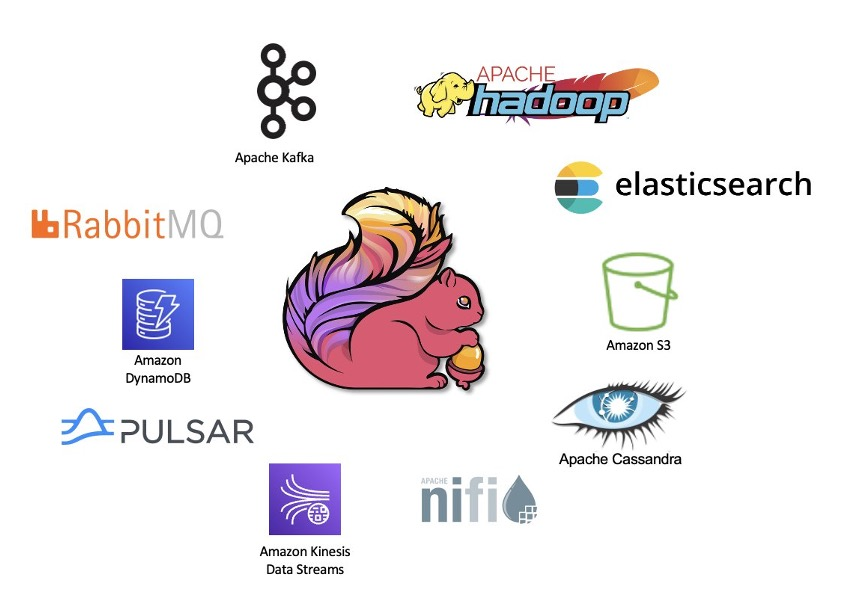 APACHE
hadoop
Apache Kafka
elasticsearch
RabbitMQ
Amazon S3
Amazon
DynamoDB
PULSAR
Apache Cassandra
APACHE
nifi
Amazon Kinesis
Data Streams